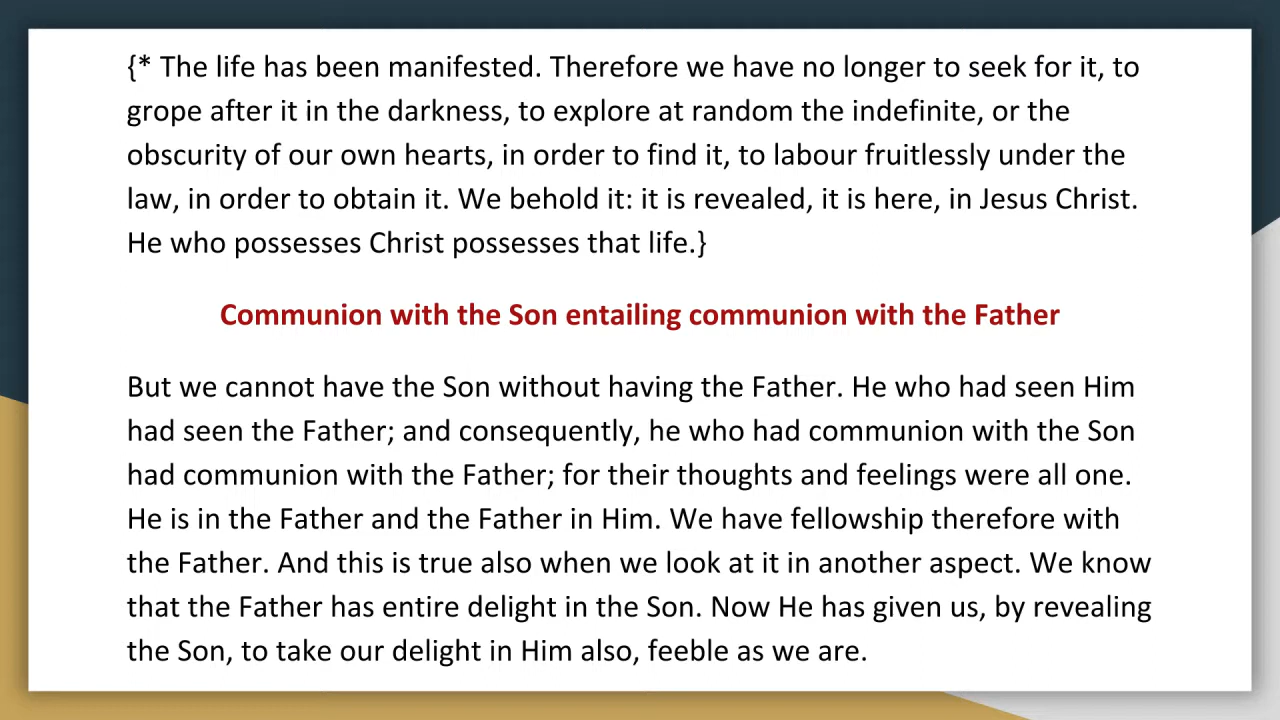 {* The life has been manifested. Therefore we have no longer to seek for it, to
grope after it in the darkness, to explore at random the indefinite, or the
obscurity of our own hearts, in order to find it, to labour fruitlessly under the
law, in order to obtain it. We behold it: it is revealed, it is here, in Jesus Christ.
He who possesses Christ possesses that life.}
Communion with the Son entailing communion with the Father
But we cannot have the Son without having the Father. He who had seen Him
had seen the Father; and consequently, he who had communion with the Son
had communion with the Father; for their thoughts and feelings were all one.
He is in the Father and the Father in Him. We have fellowship therefore with
the Father. And this is true also when we look at it in another aspect. We know
that the Father has entire delight in the Son. Now He has given us, by revealing
the Son, to take our delight in Him also, feeble as we are.